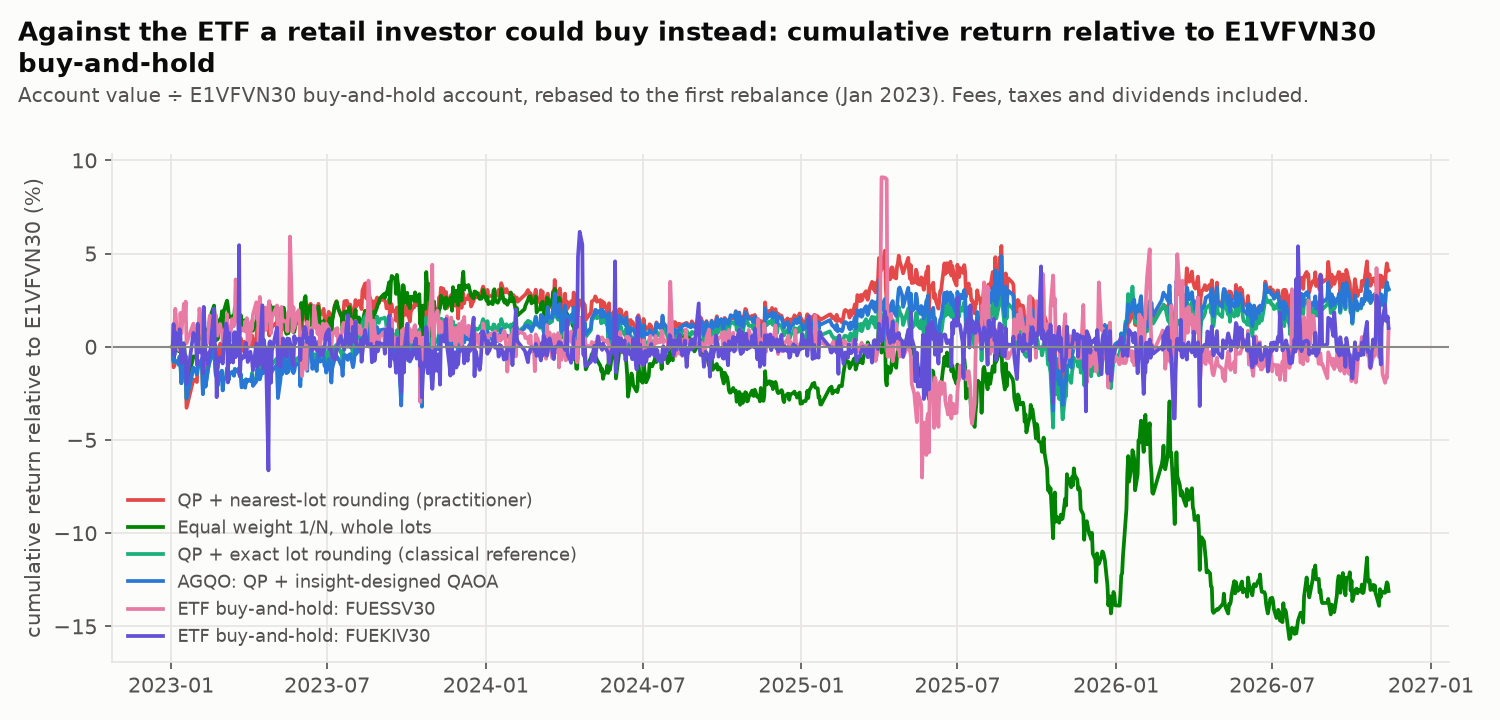 Against the ETF a retail investor could buy instead: cumulative return relative to E1VFVN30
buy-and-hold
Account value ÷ E1VFVN30 buy-and-hold account, rebased to the first rebalance (Jan 2023). Fees, taxes and dividends included.
cumulative return relative to E1VFVN30 (%)
10
5
0
−5
−10
−15
QP + nearest-lot rounding (practitioner)
Equal weight 1/N, whole lots
QP + exact lot rounding (classical reference)
AGQO: QP + insight-designed QAOA
ETF buy-and-hold: FUESSV30
ETF buy-and-hold: FUEKIV30
2023-01 2023-07 2024-01 2024-07 2025-01 2025-07 2026-01 2026-07 2027-01